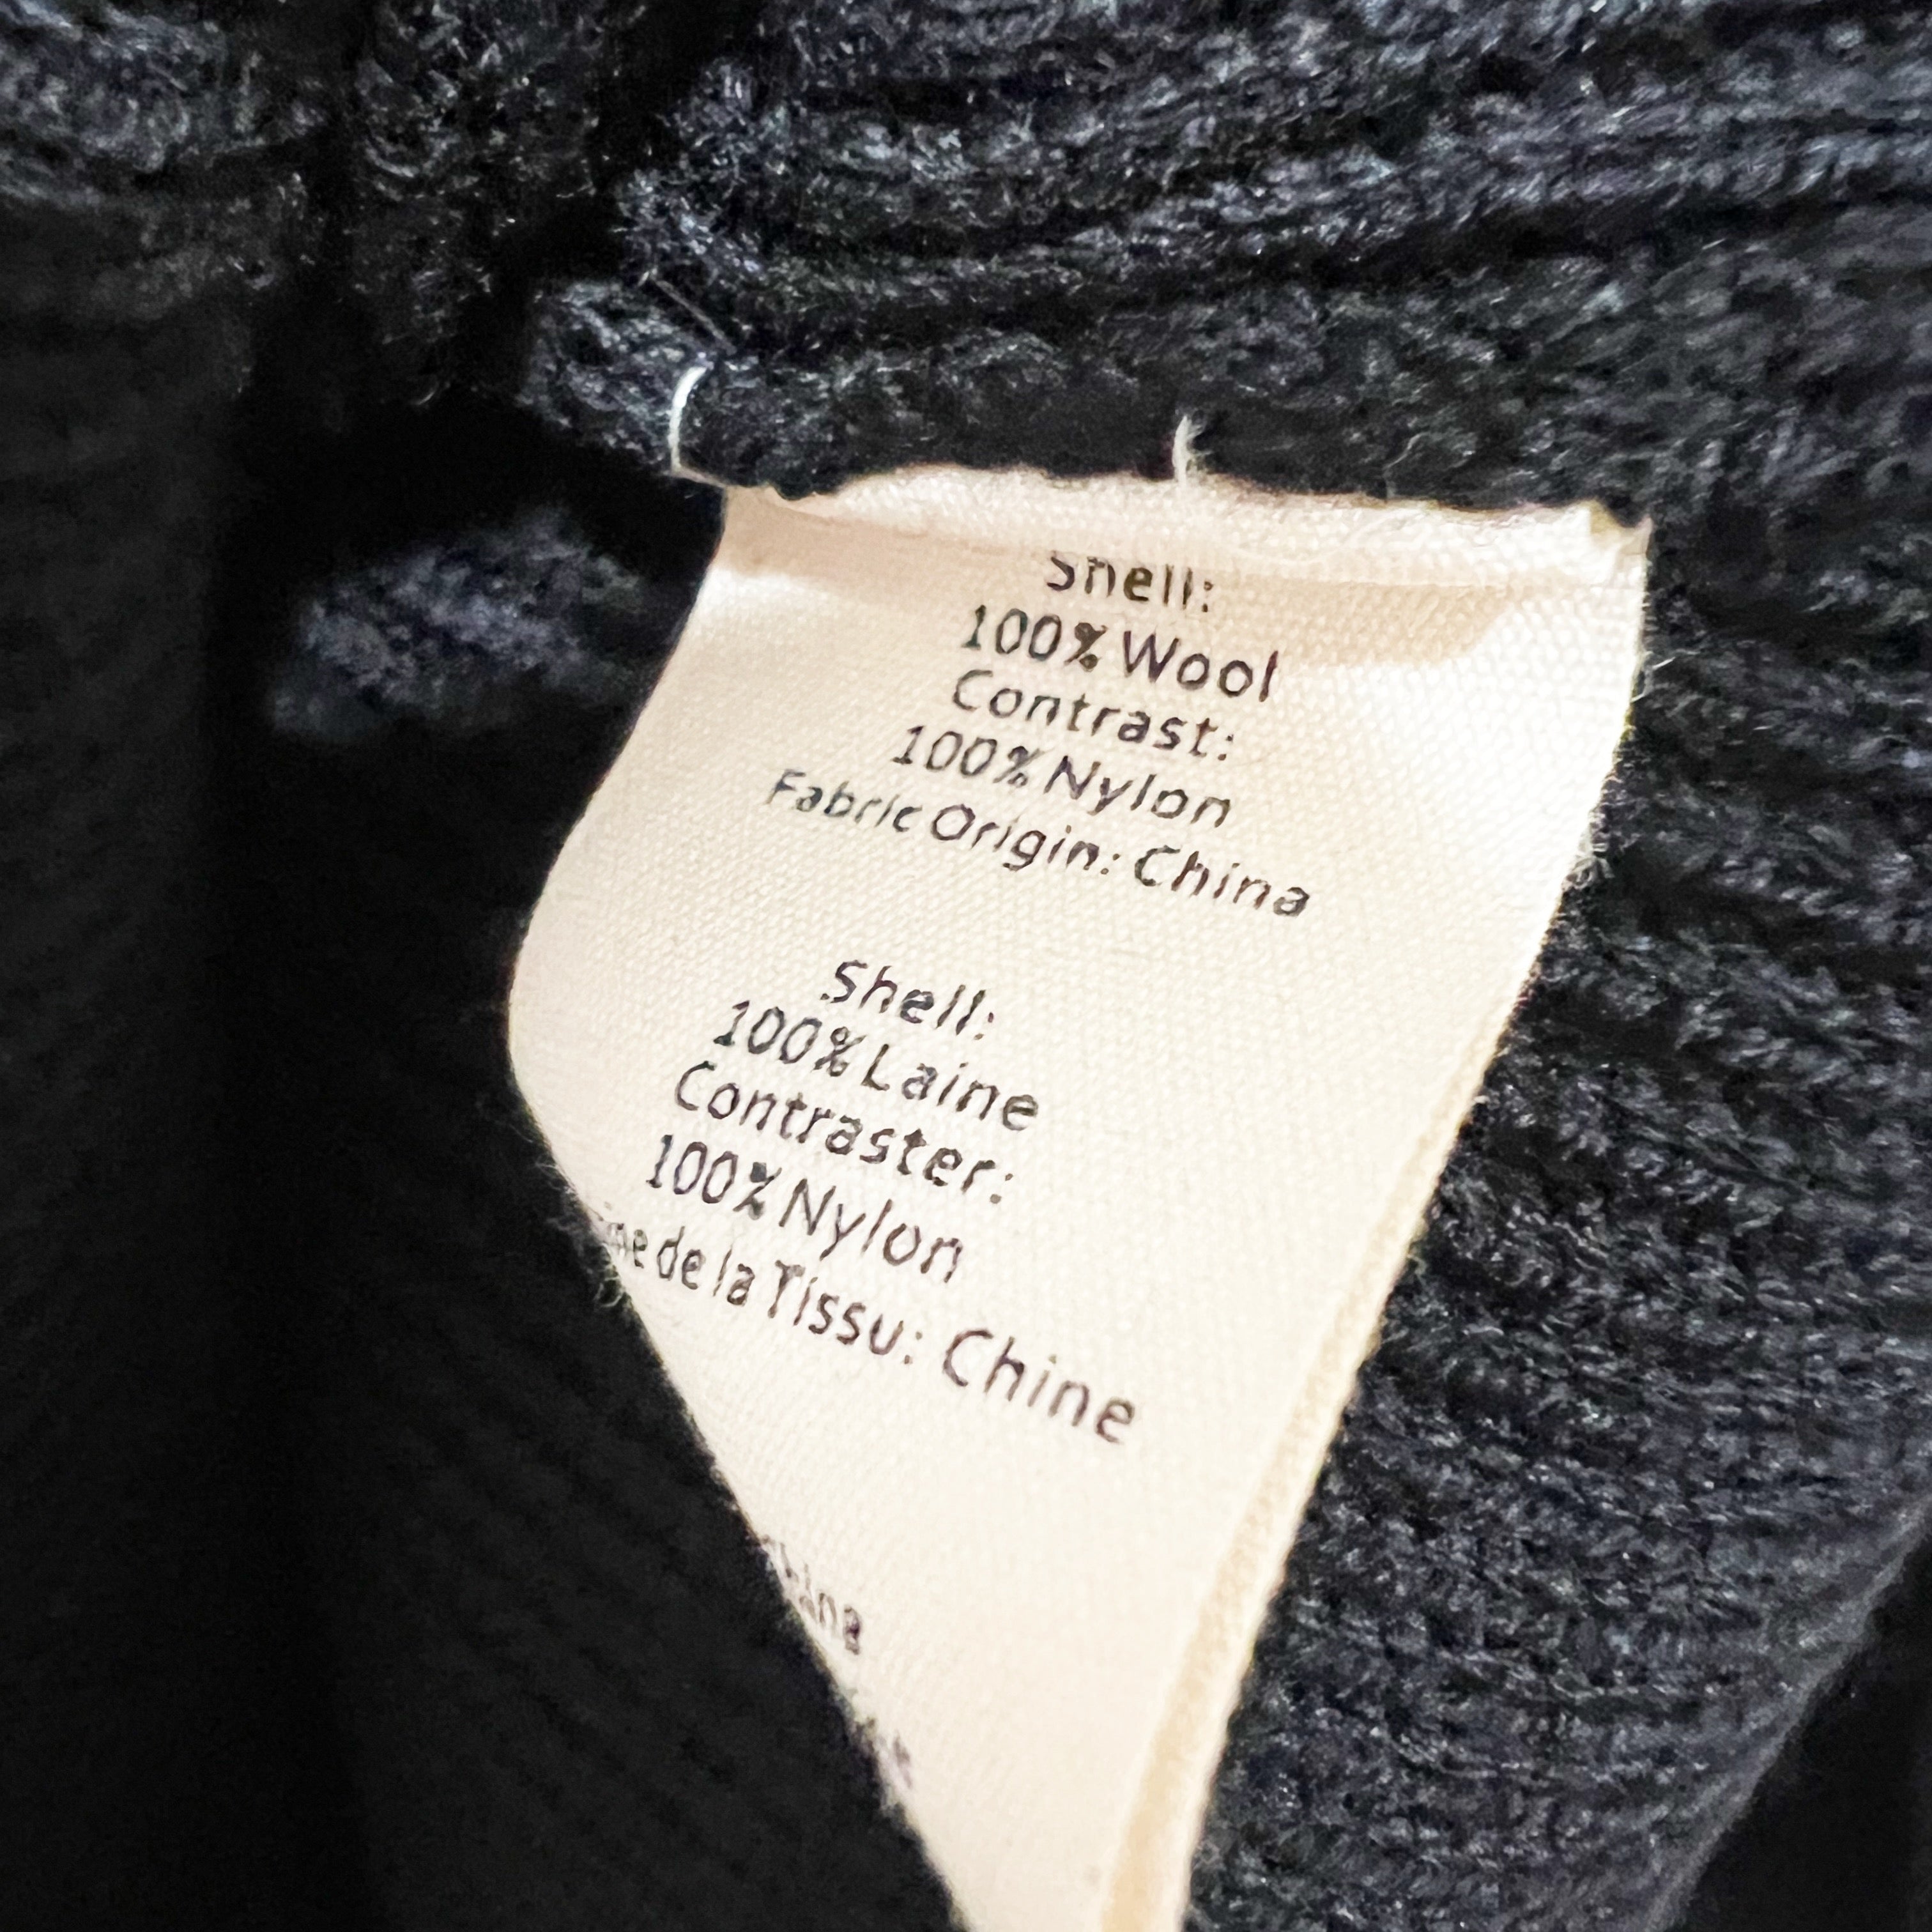 Shell:
100% Wool
Contrast:
100% Nylon
Fabric Origin: China
Shell:
100% Laine
Contraster:
100% Nylon
de la Tissu: Chine